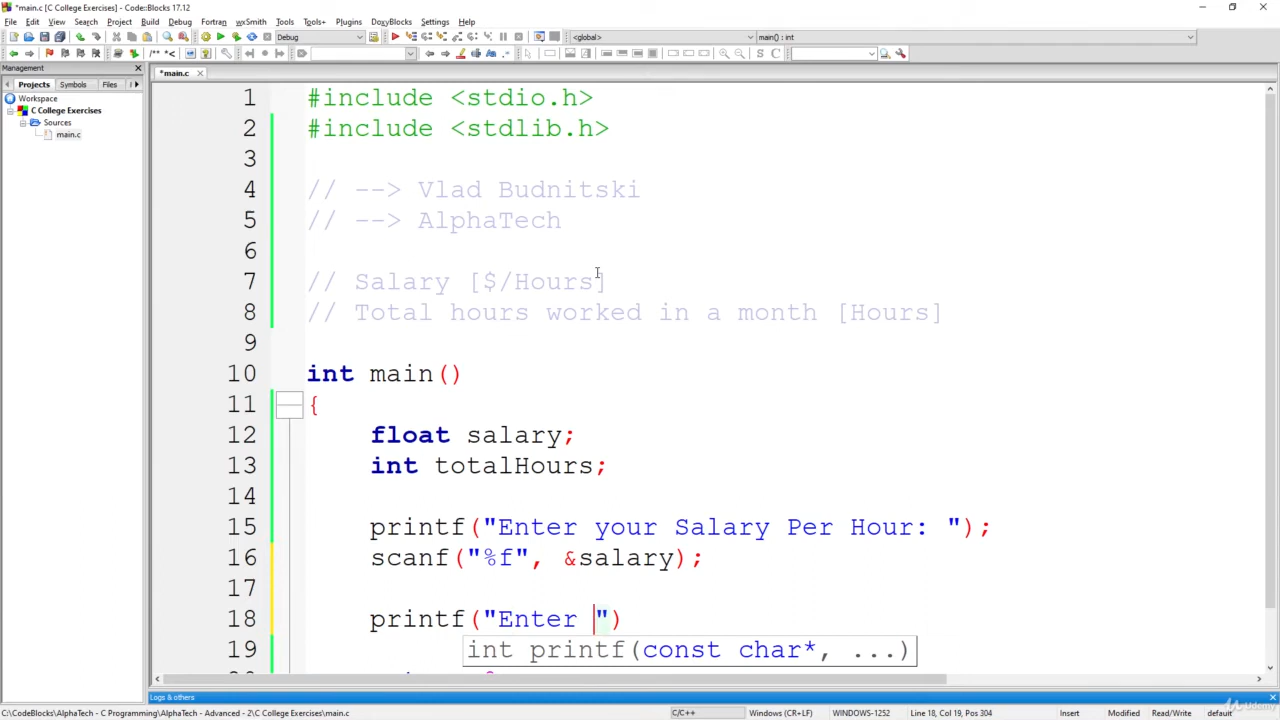 *main.c [C College Exercises] - Code::Blocks 17.12
File Edit View Search Project Build Debug Fortran wxSmith Tools Tools+ Plugins DoxyBlocks Settings Help
Debug
<global>
main() : int
/** *<
Management
Projects Symbols Files
*main.c
Workspace
C College Exercises
Sources
main.c
1 #include <stdio.h>
2 #include <stdlib.h>
3
4 // --> Vlad Budnitski
5 // --> AlphaTech
6
7 // Salary [$/Hours]
8 // Total hours worked in a month [Hours]
9
10 int main()
11 {
12 float salary;
13 int totalHours;
14
15 printf("Enter your Salary Per Hour: ");
16 scanf("%f", &salary);
17
18 printf("Enter ")
19 int printf(const char*, ...)
Logs & others
C:\CodeBlocks\AlphaTech - C Programming\AlphaTech - Advanced - 2\C College Exercises\main.c
C/C++
Windows (CR+LF)
WINDOWS-1252
Line 18, Col 19, Pos 304
Insert
Modified
Read/Write
default
Udemy